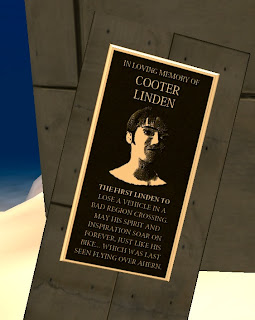 IN LOVING MEMORY OF
COOTER
LINDEN
THE FIRST LINDEN TO
LOSE A VEHICLE IN A
BAD REGION CROSSING.
MAY HIS SPIRIT AND
INSPIRATION SOAR ON
FOREVER, JUST LIKE HIS
BIKE... WHICH WAS LAST
SEEN FLYING OVER AHERN.